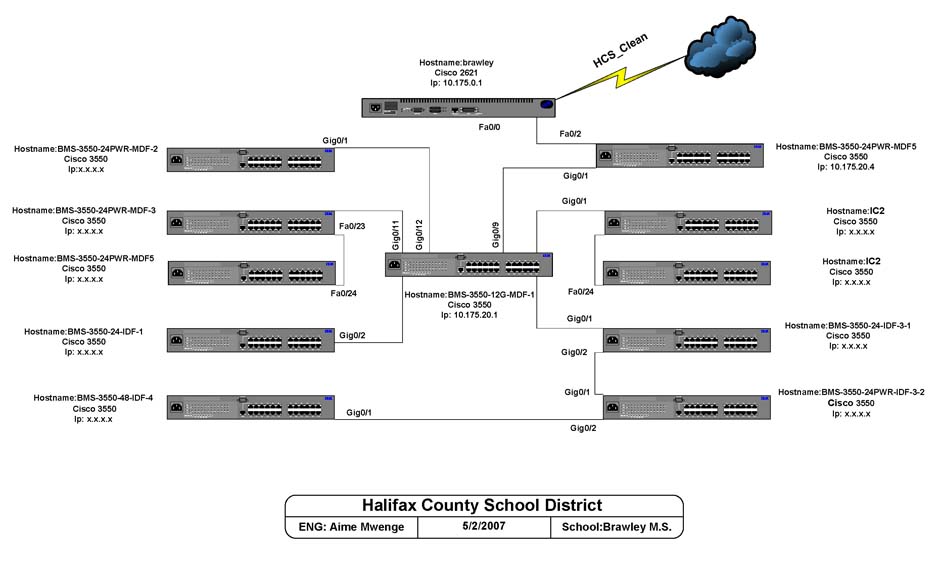 HCS_Clean
Hostname:brawley
Cisco 2621
Ip: 10.175.0.1
Fa0/0
Fa0/2
Hostname:BMS-3550-24PWR-MDF-2
Cisco 3550
Ip:x.x.x.x
Gig0/1
Hostname:BMS-3550-24PWR-MDF5
Cisco 3550
Ip: 10.175.20.4
Gig0/1
Hostname:BMS-3550-24PWR-MDF-3
Cisco 3550
Ip: x.x.x.x
Fa0/23
Gig0/11
Gig0/12
Gig0/9
Gig0/1
Hostname:IC2
Cisco 3550
Ip: x.x.x.x
Hostname:BMS-3550-24PWR-MDF5
Cisco 3550
Ip: x.x.x.x
Fa0/24
Hostname:BMS-3550-12G-MDF-1
Cisco 3550
Ip: 10.175.20.1
Fa0/24
Hostname:IC2
Cisco 3550
Ip: x.x.x.x
Hostname:BMS-3550-24-IDF-1
Cisco 3550
Ip: x.x.x.x
Gig0/2
Gig0/1
Gig0/2
Hostname:BMS-3550-24-IDF-3-1
Cisco 3550
Ip: x.x.x.x
Hostname:BMS-3550-48-IDF-4
Cisco 3550
Ip: x.x.x.x
Gig0/1
Gig0/1
Gig0/2
Hostname:BMS-3550-24PWR-IDF-3-2
Cisco 3550
Ip: x.x.x.x
Halifax County School District
ENG: Aime Mwenge
5/2/2007
School:Brawley M.S.